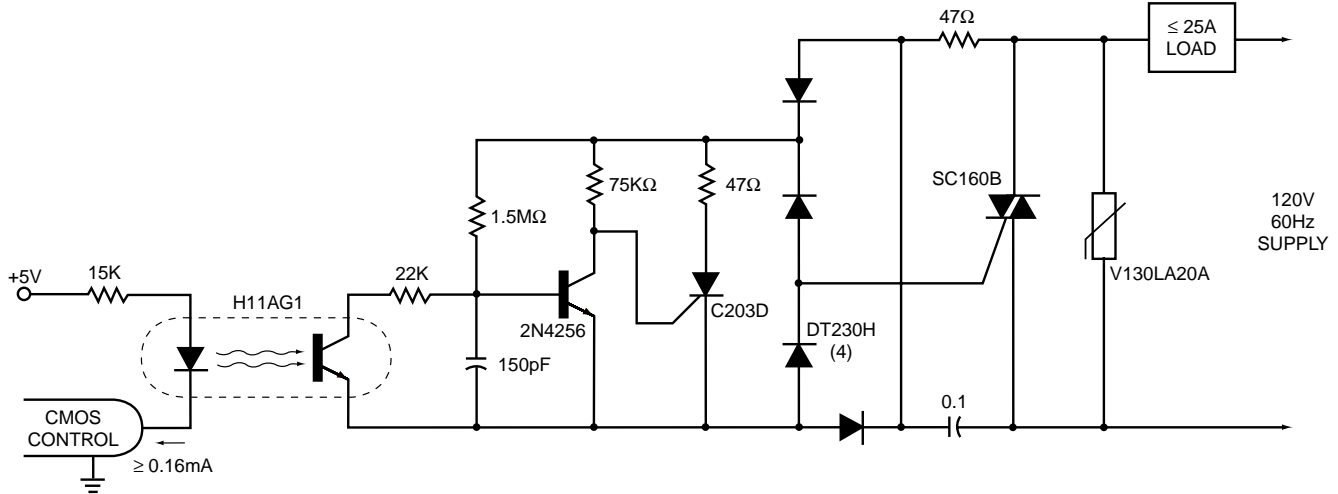 47Ω
≤ 25A
LOAD
75KΩ
47Ω
SC160B
1.5MΩ
120V
60Hz
SUPPLY
+5V
15K
22K
V130LA20A
H11AG1
C203D
2N4256
DT230H
(4)
150pF
0.1
CMOS
CONTROL
≥ 0.16mA